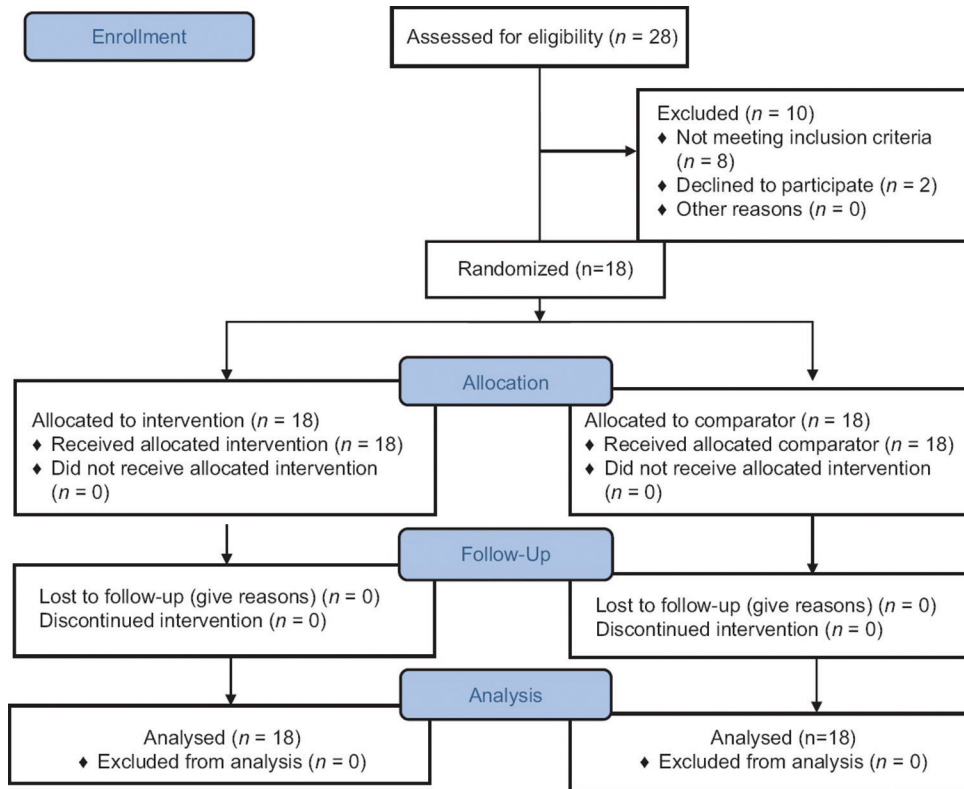 Enrollment
Assessed for eligibility (n = 28)
Excluded (n = 10)
♦ Not meeting inclusion criteria
(n = 8)
♦ Declined to participate (n = 2)
♦ Other reasons (n = 0)
Randomized (n=18)
Allocation
Allocated to intervention (n = 18)
♦ Received allocated intervention (n = 18)
♦ Did not receive allocated intervention
(n = 0)
Allocated to comparator (n = 18)
♦ Received allocated comparator (n = 18)
♦ Did not receive allocated intervention
(n = 0)
Follow-Up
Lost to follow-up (give reasons) (n = 0)
Discontinued intervention (n = 0)
Lost to follow-up (give reasons) (n = 0)
Discontinued intervention (n = 0)
Analysis
Analysed (n = 18)
♦ Excluded from analysis (n = 0)
Analysed (n=18)
♦ Excluded from analysis (n = 0)